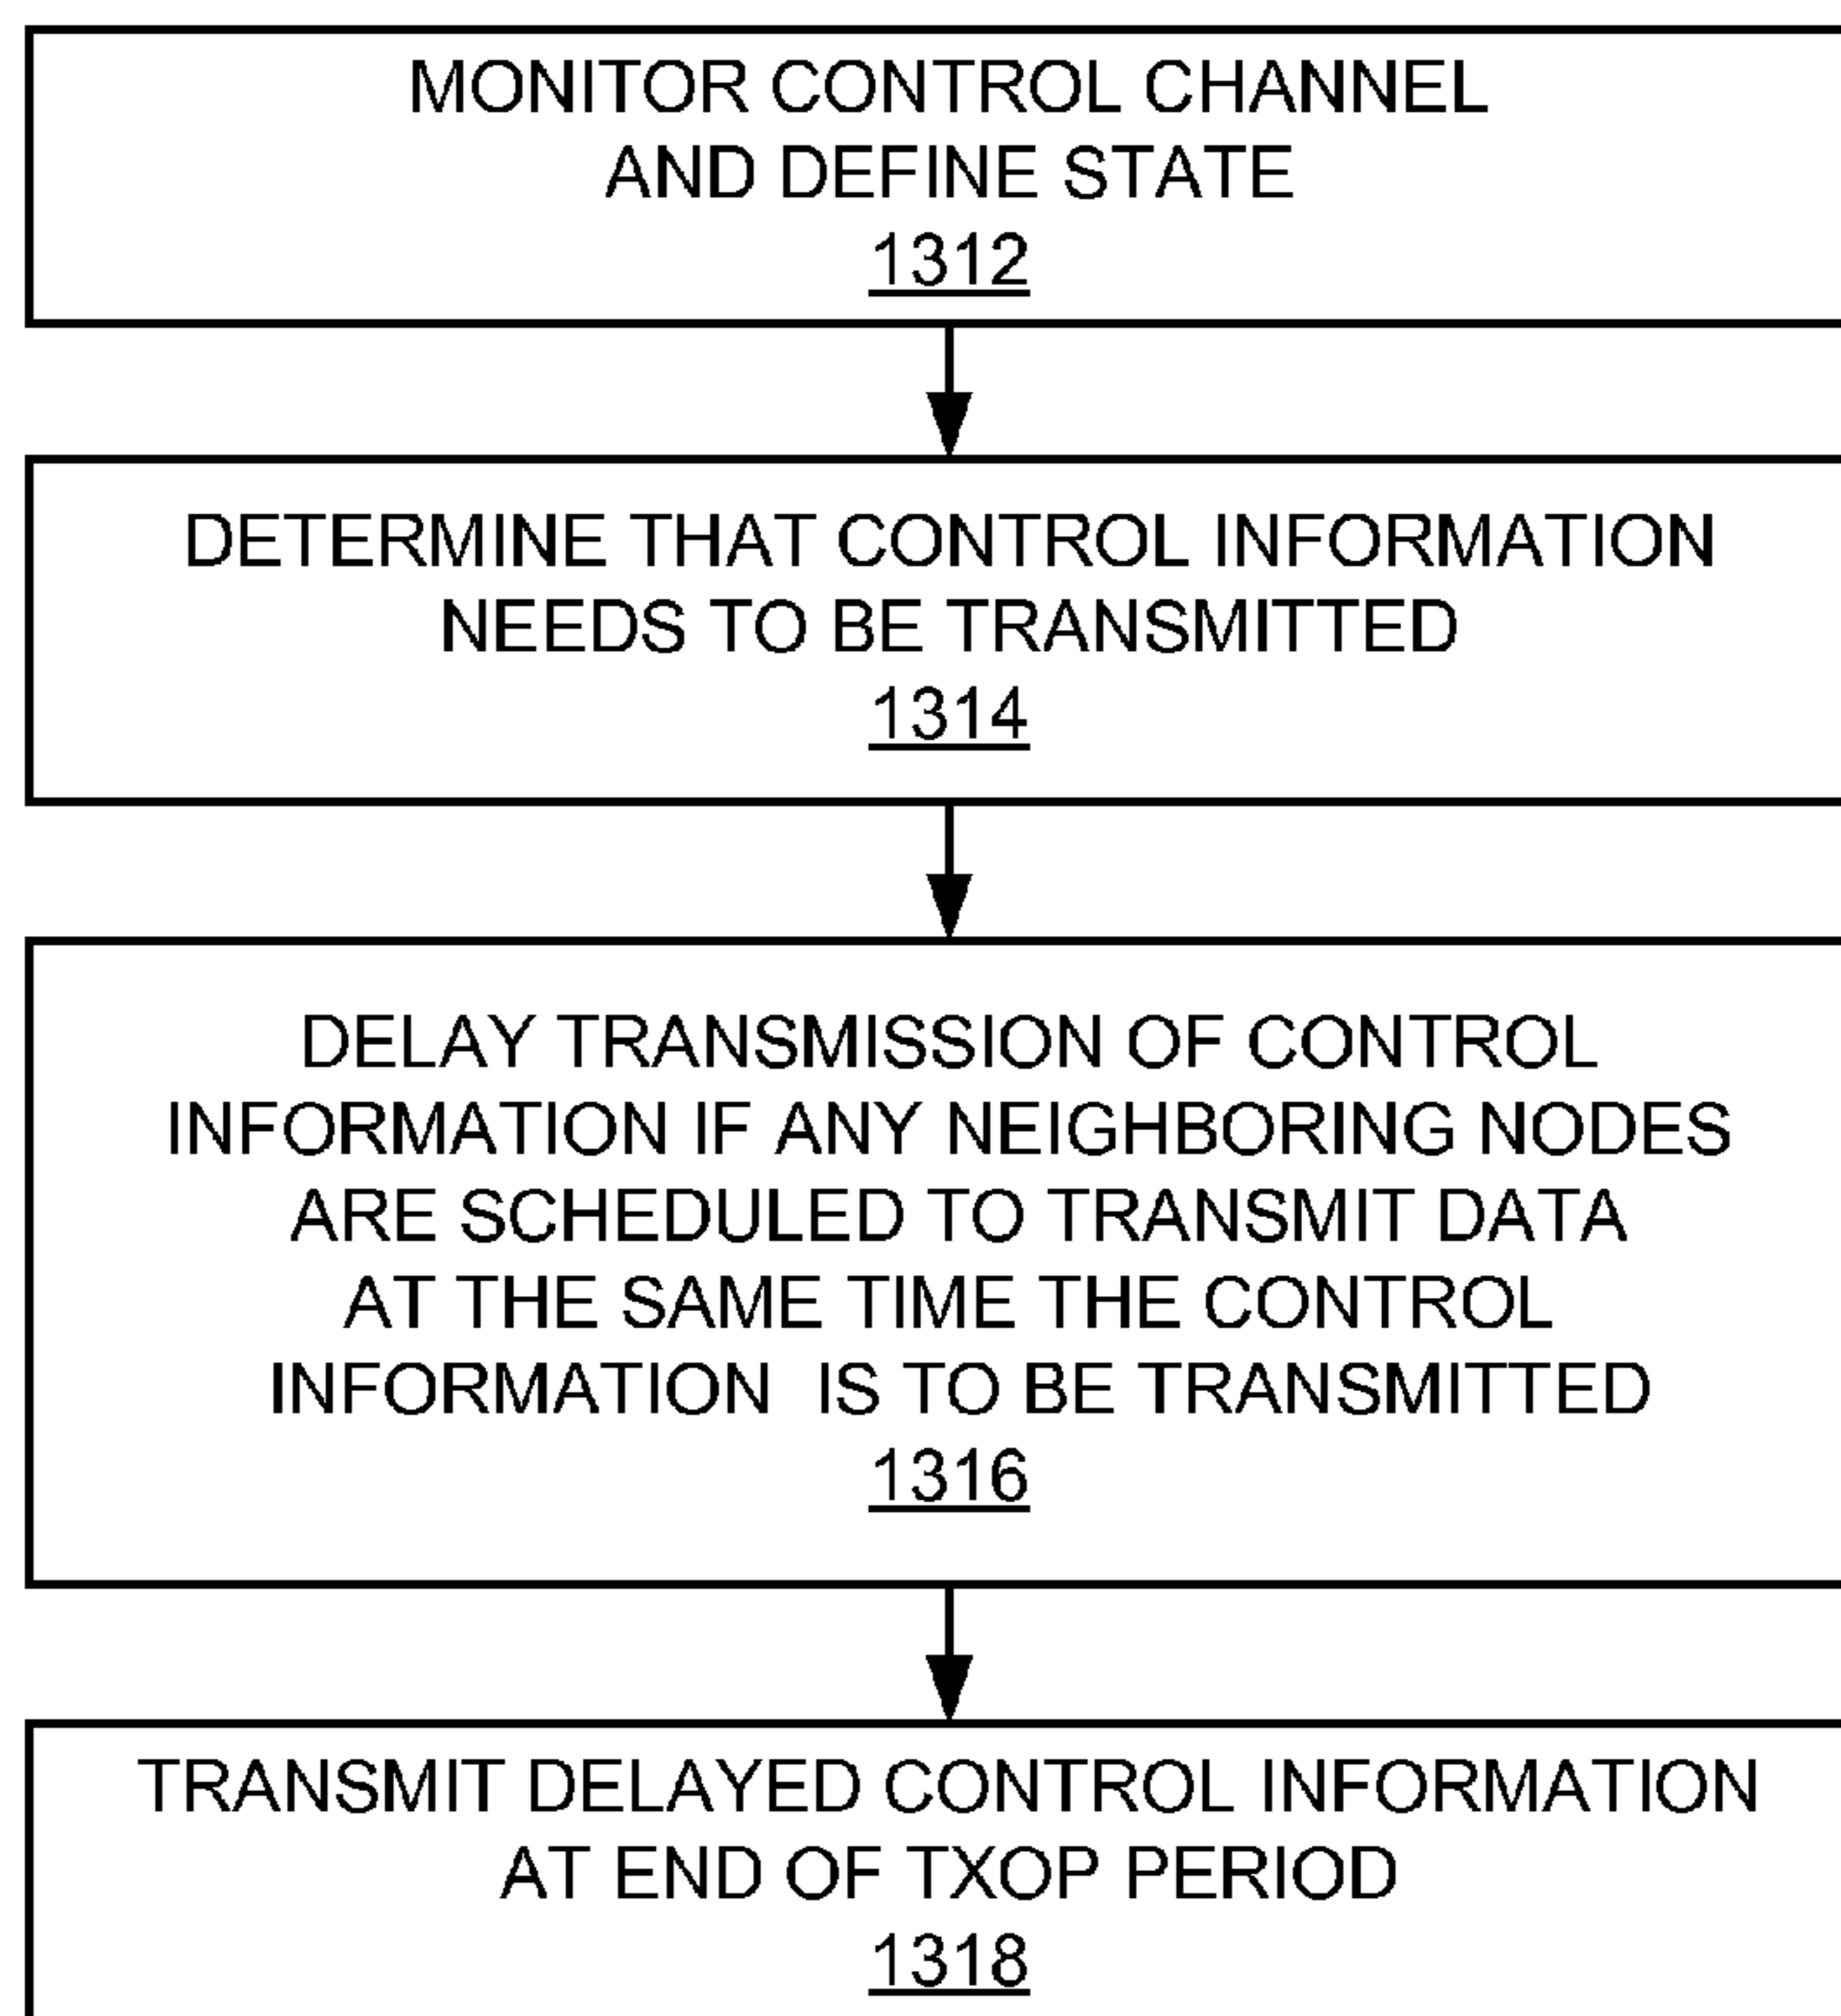 MONITOR CONTROL CHANNEL
AND DEFINE STATE
1312
DETERMINE THAT CONTROL INFORMATION
NEEDS TO BE TRANSMITTED
1314
DELAY TRANSMISSION OF CONTROL
INFORMATION IF ANY NEIGHBORING NODES
ARE SCHEDULED TO TRANSMIT DATA
AT THE SAME TIME THE CONTROL
INFORMATION IS TO BE TRANSMITTED
1316
TRANSMIT DELAYED CONTROL INFORMATION
AT END OF TXOP PERIOD
1318